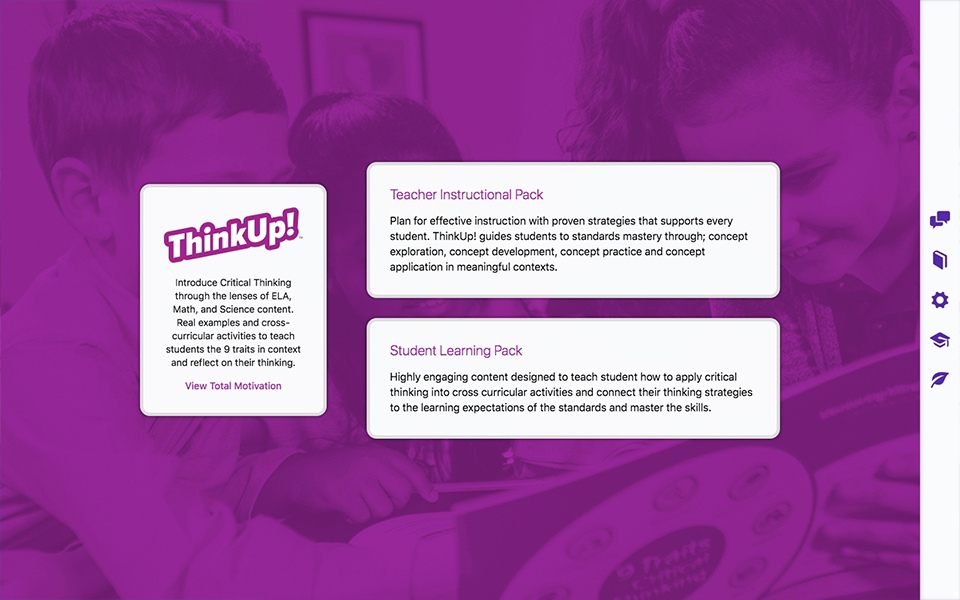 ThinkUp!
Introduce Critical Thinking
through the lenses of ELA,
Math, and Science content.
Real examples and cross-
curricular activities to teach
students the 9 traits in context
and reflect on their thinking.
View Total Motivation
Teacher Instructional Pack
Plan for effective instruction with proven strategies that supports every
student. ThinkUp! guides students to standards mastery through; concept
exploration, concept development, concept practice and concept
application in meaningful contexts.
Student Learning Pack
Highly engaging content designed to teach student how to apply critical
thinking into cross curricular activities and connect their thinking strategies
to the learning expectations of the standards and master the skills.
9 Traits
Critical
Thinking